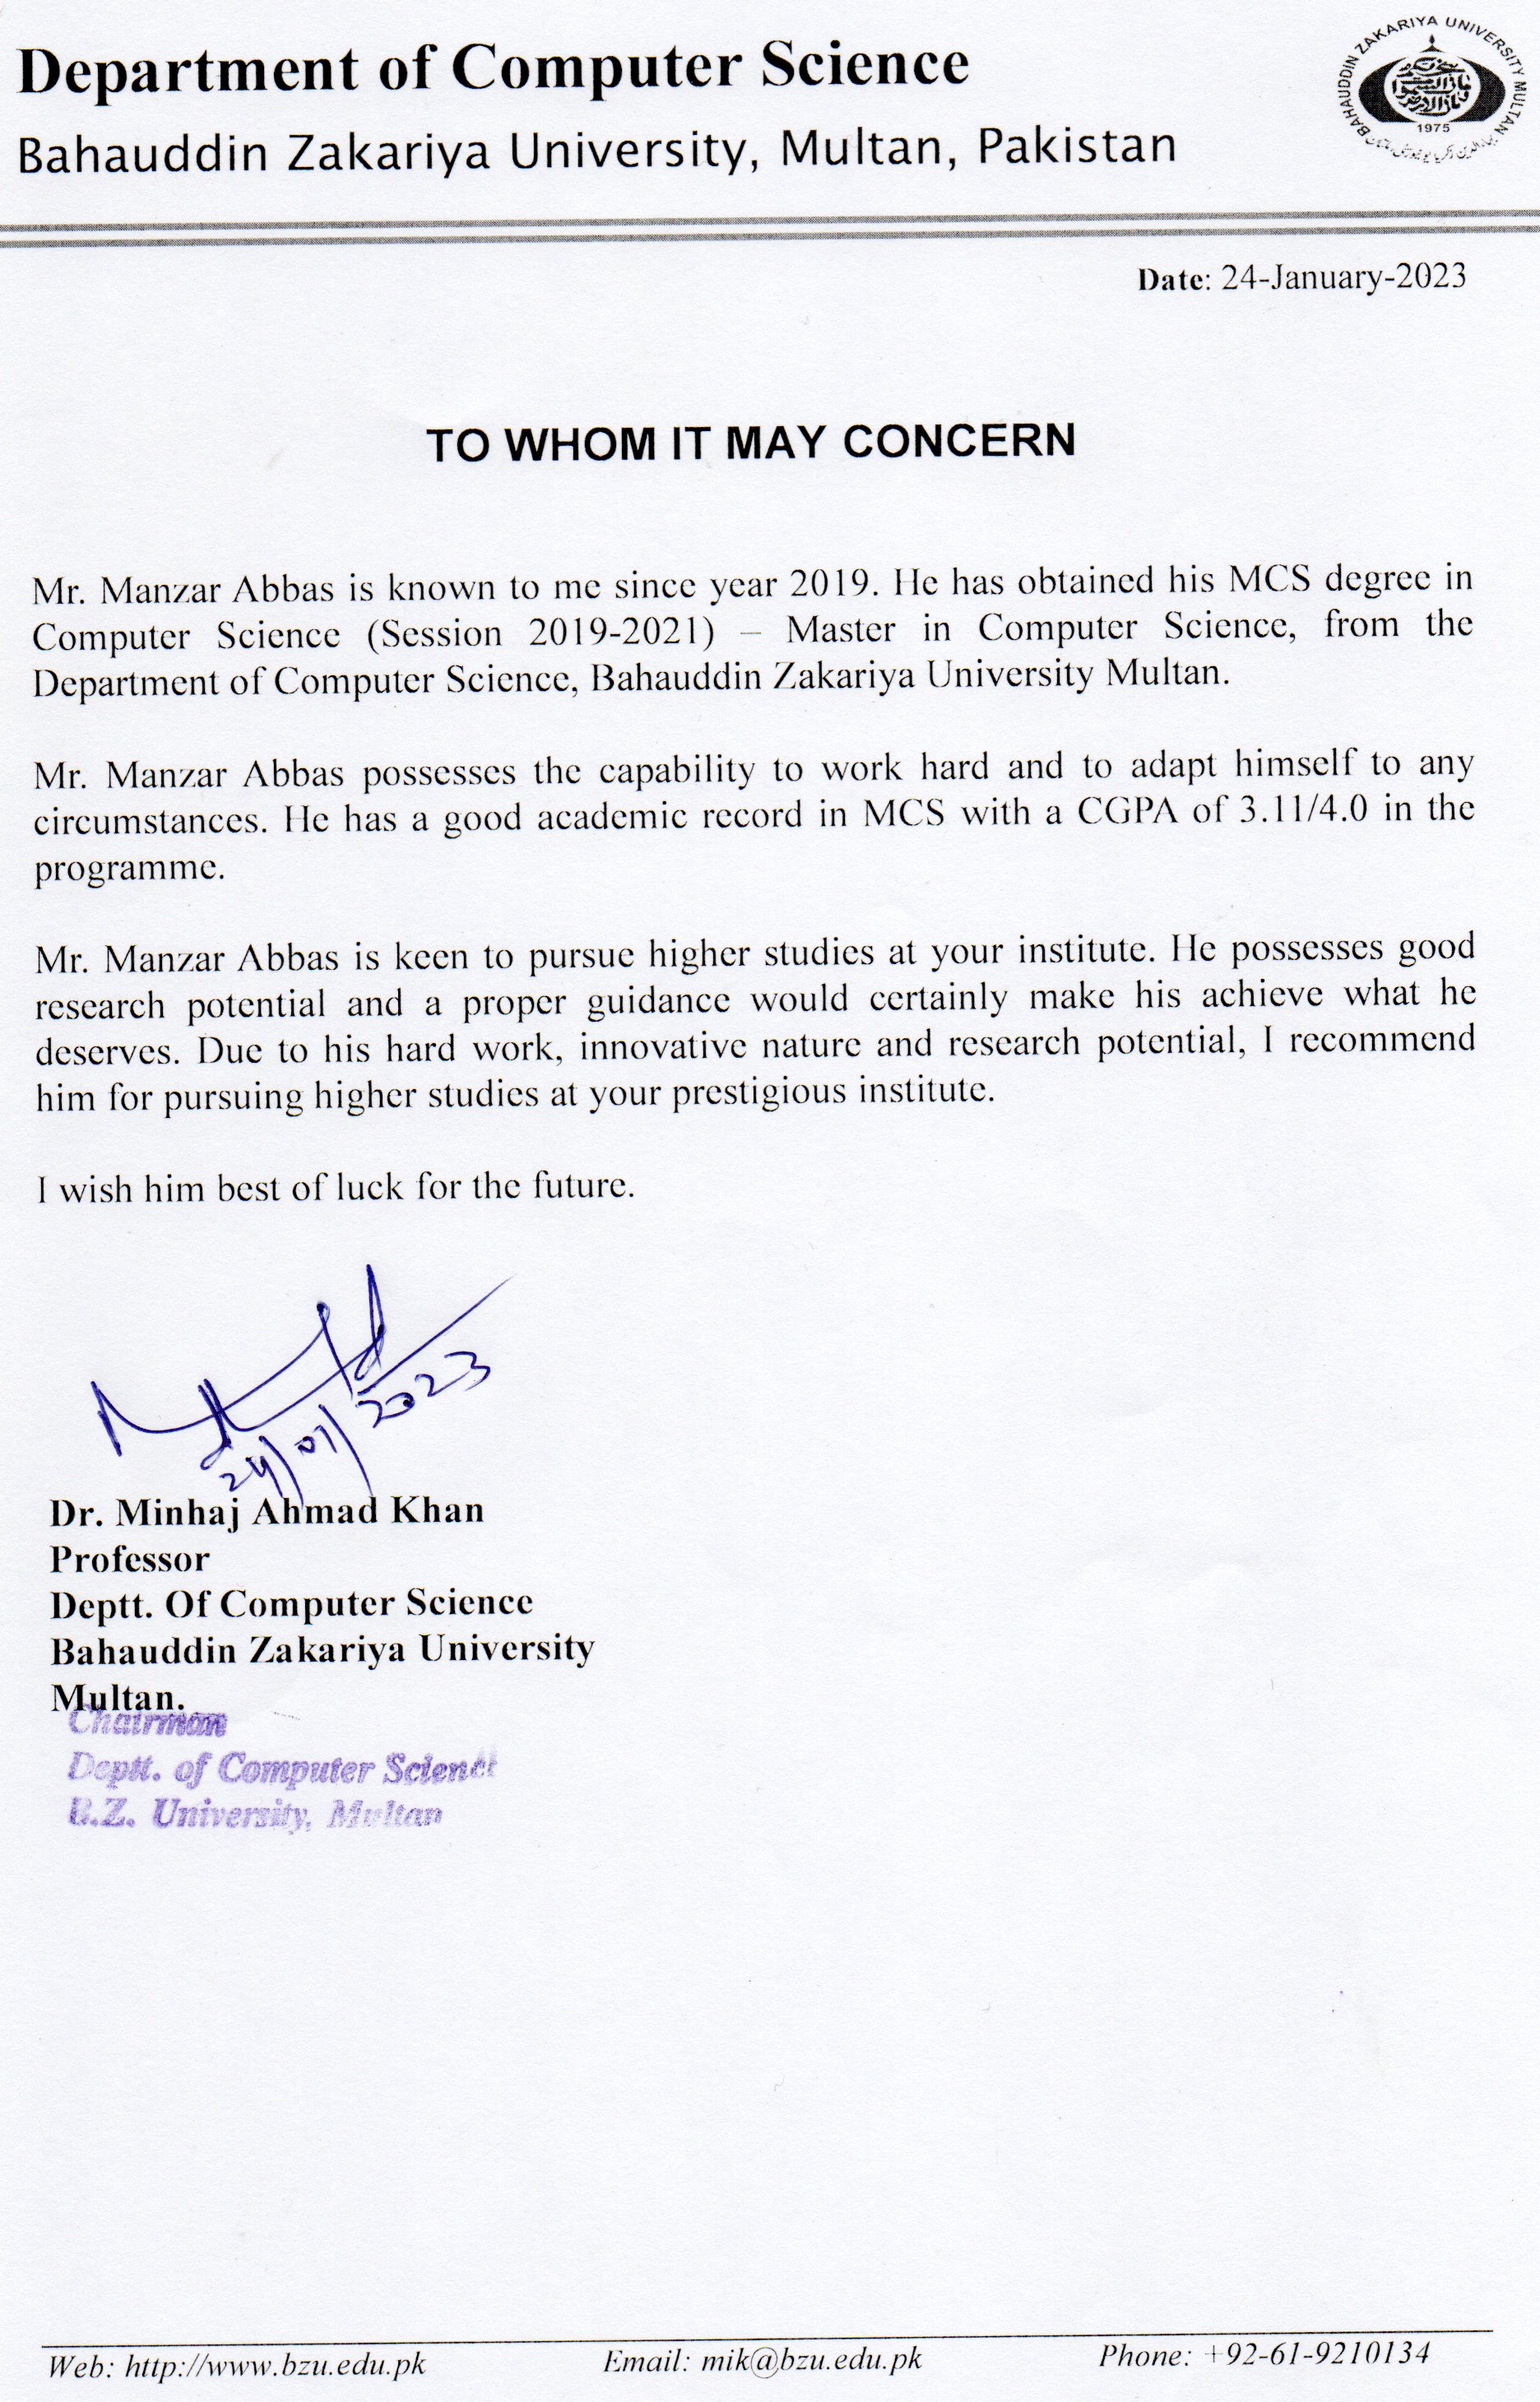 Department of Computer Science
Bahauddin Zakariya University, Multan, Pakistan
BAHAUDDIN ZAKARIYA UNIVERSITY MULTAN
1975
Date: 24-January-2023
TO WHOM IT MAY CONCERN
Mr. Manzar Abbas is known to me since year 2019. He has obtained his MCS degree in
Computer Science (Session 2019-2021) – Master in Computer Science, from the
Department of Computer Science, Bahauddin Zakariya University Multan.
Mr. Manzar Abbas possesses the capability to work hard and to adapt himself to any
circumstances. He has a good academic record in MCS with a CGPA of 3.11/4.0 in the
programme.
Mr. Manzar Abbas is keen to pursue higher studies at your institute. He possesses good
research potential and a proper guidance would certainly make his achieve what he
deserves. Due to his hard work, innovative nature and research potential, I recommend
him for pursuing higher studies at your prestigious institute.
I wish him best of luck for the future.
24/01/2023
Dr. Minhaj Ahmad Khan
Professor
Deptt. Of Computer Science
Bahauddin Zakariya University
Multan.
Chairman
Deptt. of Computer Science
B.Z. University, Multan
Web: http://www.bzu.edu.pk Email: mik@bzu.edu.pk Phone: +92-61-9210134